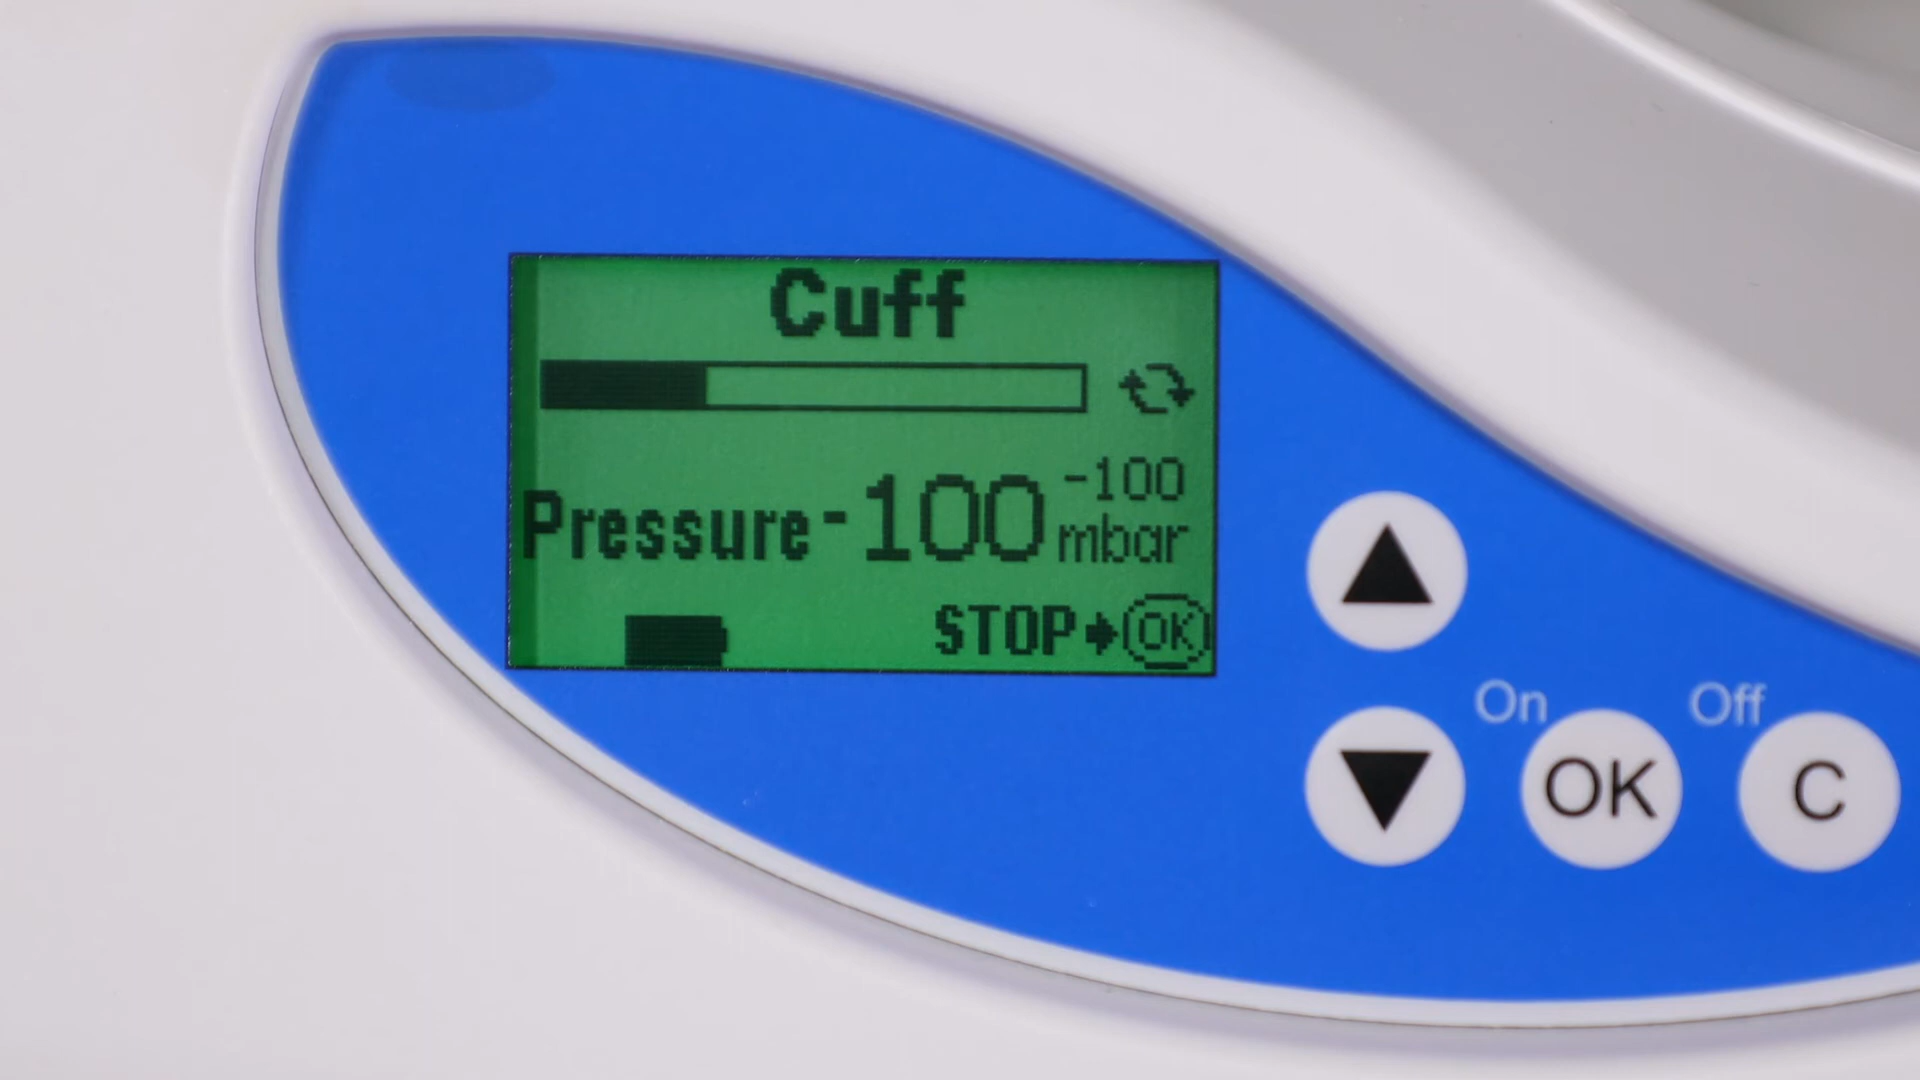 Cuff
-100
Pressure -100 mbar
STOP➧OK
On Off
OK C